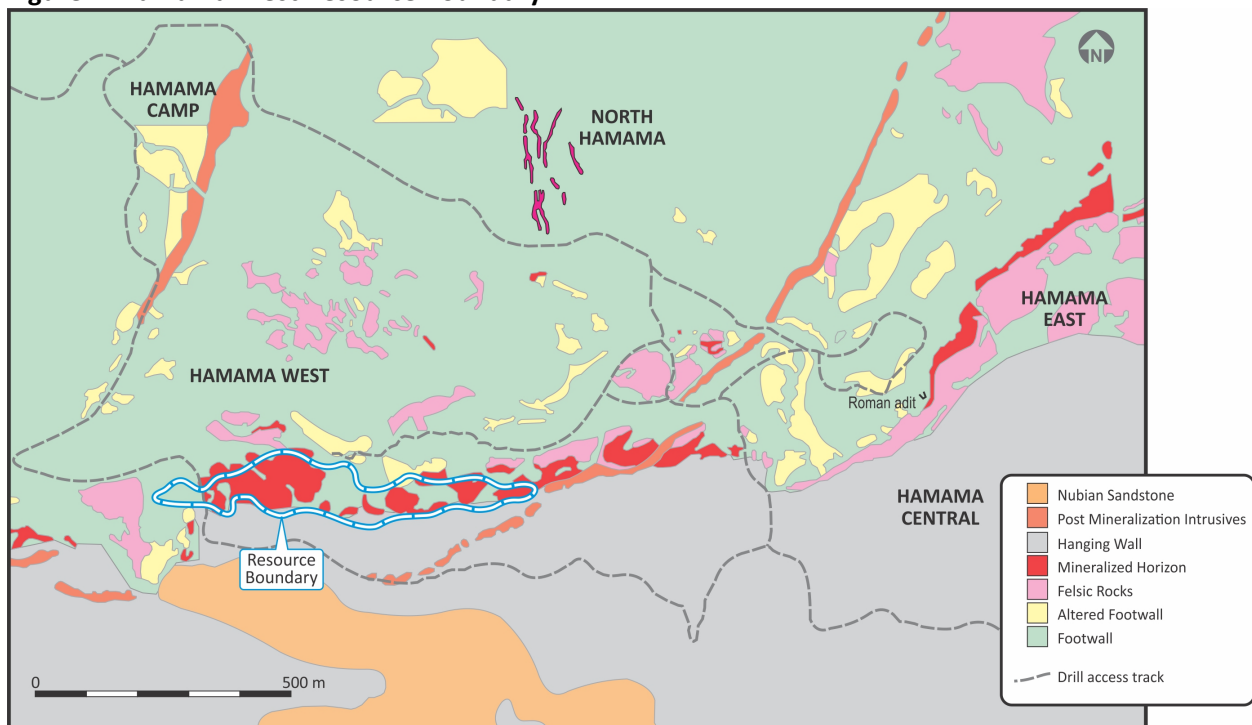 N
HAMAMA
CAMP
NORTH
HAMAMA
HAMAMA
EAST
HAMAMA WEST
Roman adit
HAMAMA
CENTRAL
Resource
Boundary
Nubian Sandstone
Post Mineralization Intrusives
Hanging Wall
Mineralized Horizon
Felsic Rocks
Altered Footwall
Footwall
Drill access track
0 500 m